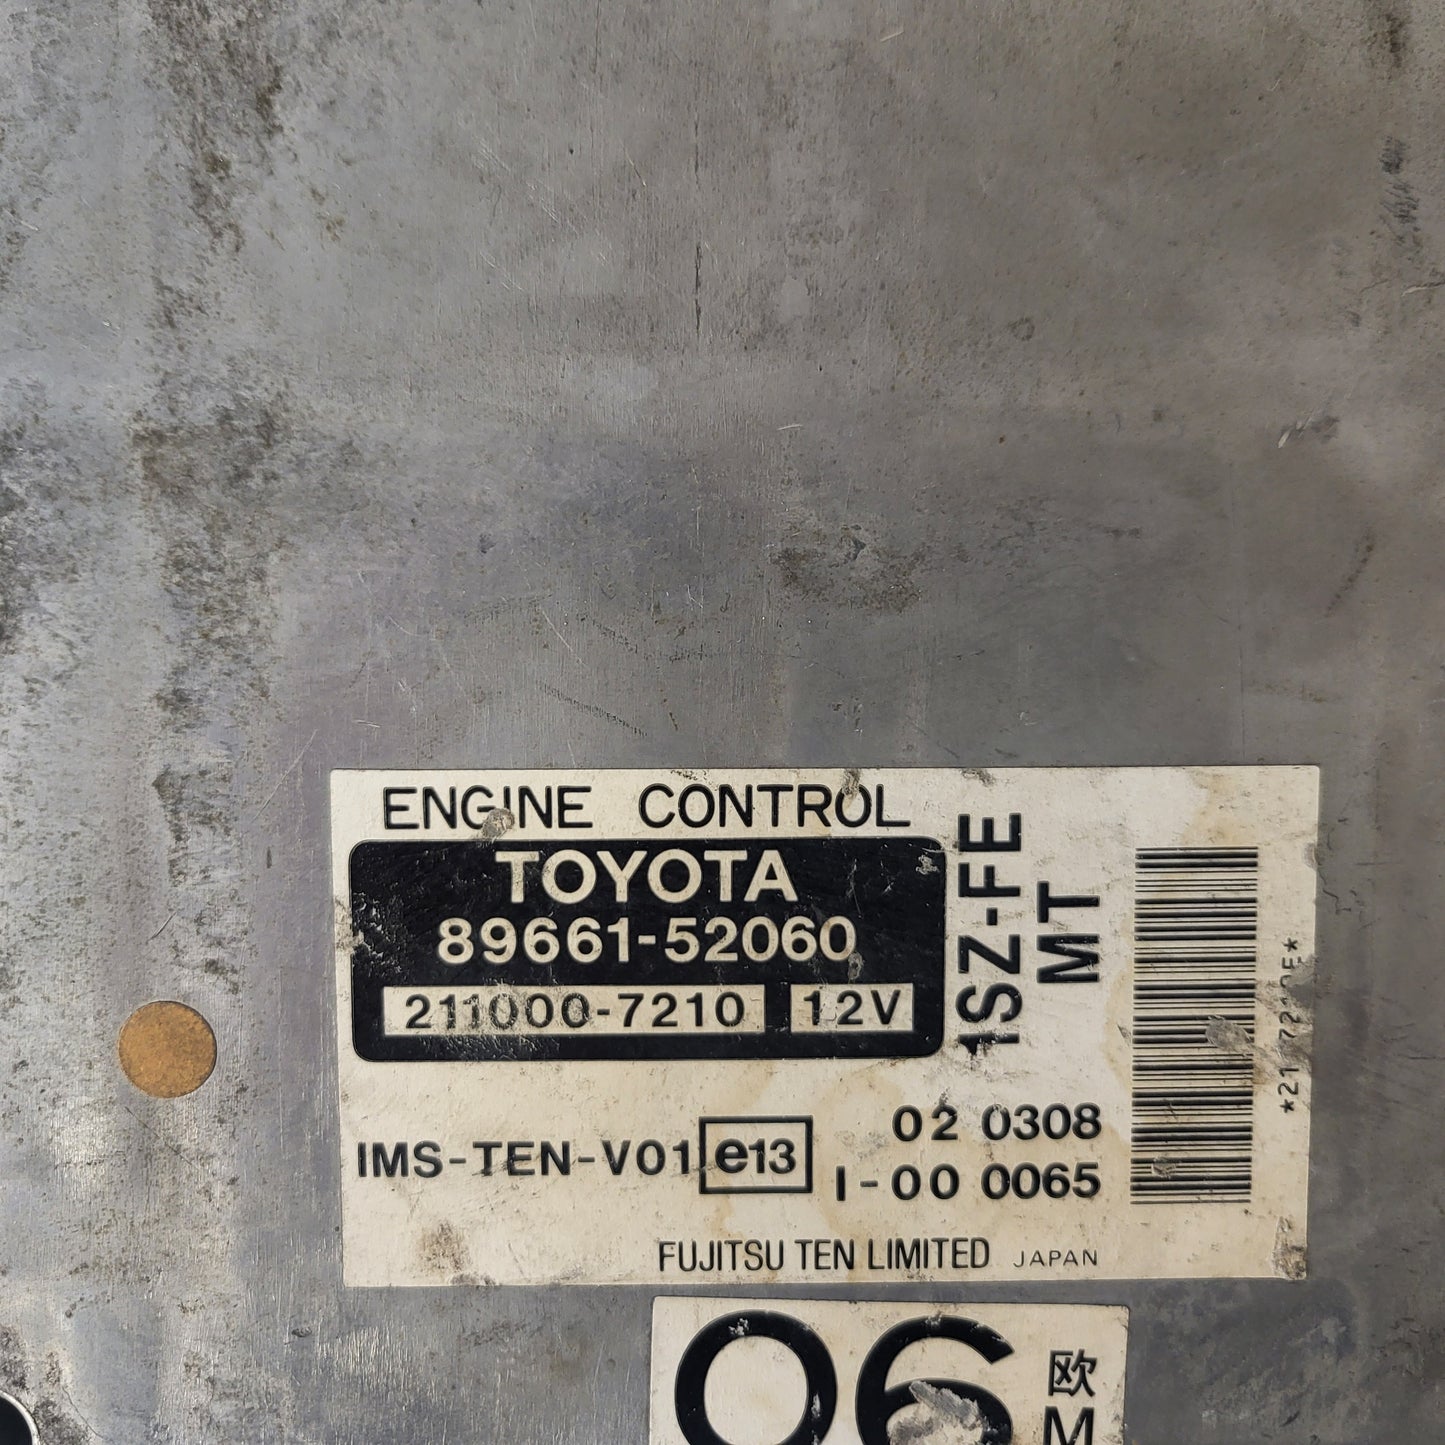 ENGINE CONTROL
TOYOTA
89661-52060
211000-7210 12V
1SZ-FE
MT
IMS-TEN-V01 e13
02 0308
I-00 0065
FUJITSU TEN LIMITED JAPAN
06
欧
M